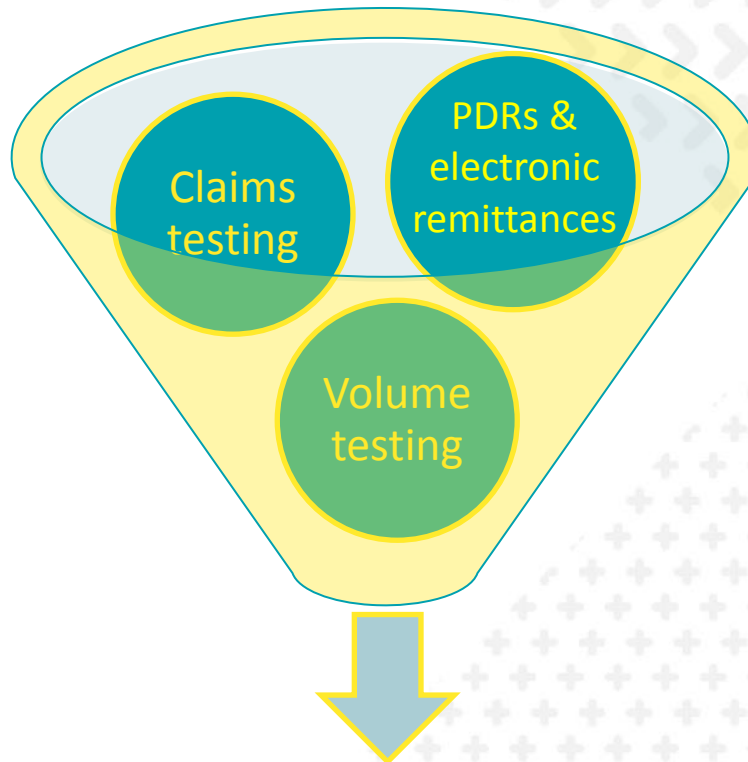 Claims
testing
PDRs &
electronic
remittances
Volume
testing